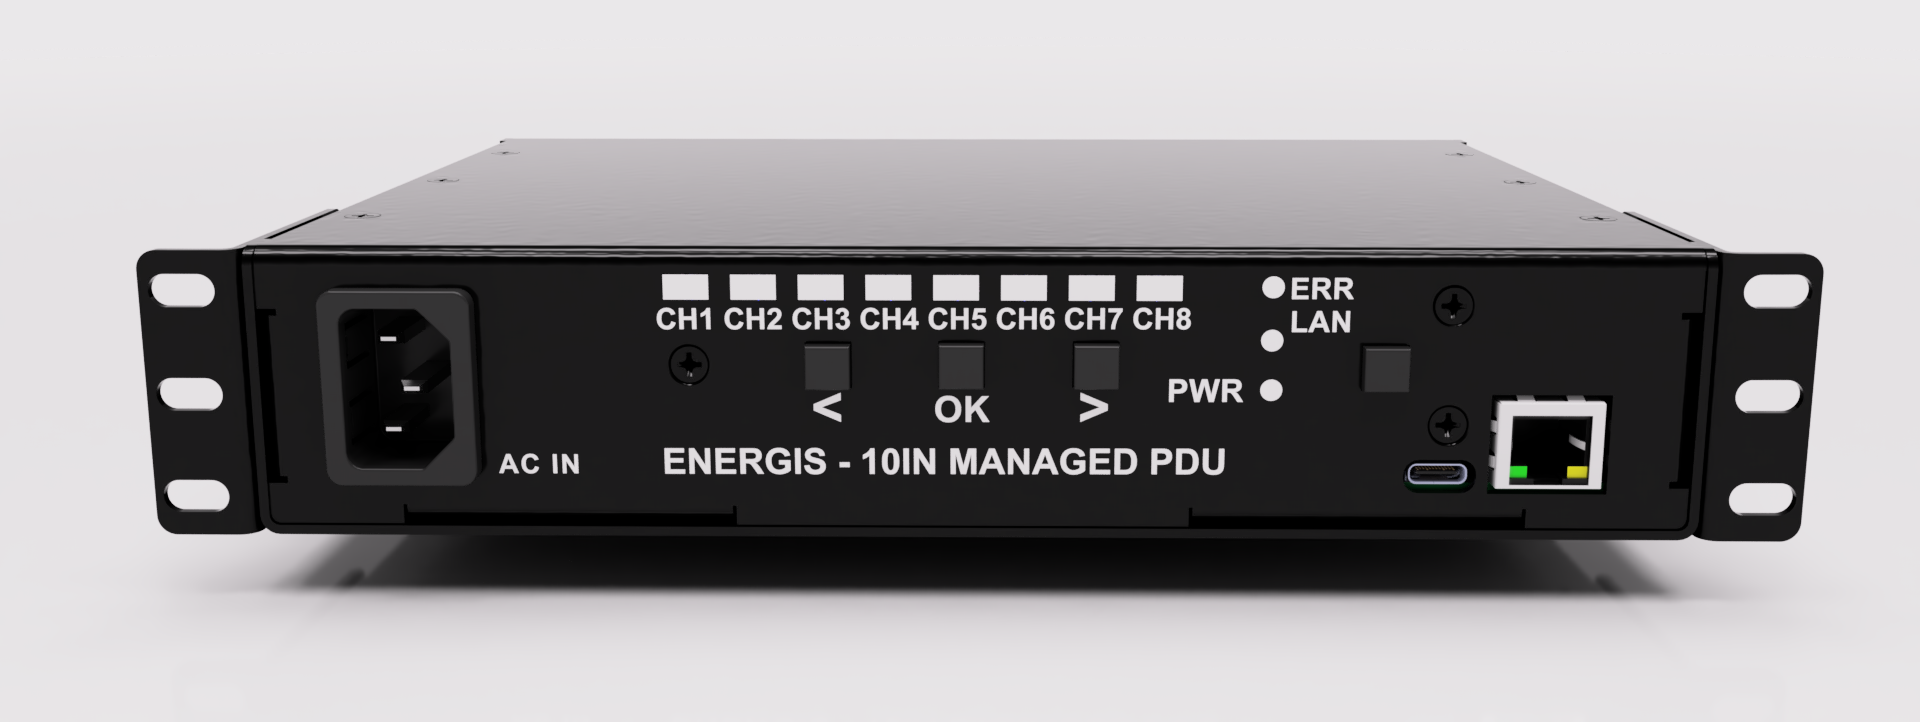 CH1 CH2 CH3 CH4 CH5 CH6 CH7 CH8
ERR
LAN
PWR
< OK >
AC IN
ENERGIS - 10IN MANAGED PDU